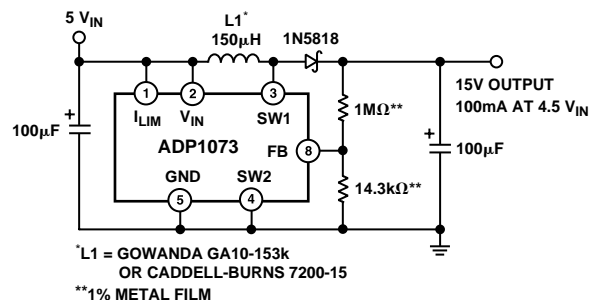 5 VIN
L1*
150µH
1N5818
15V OUTPUT
100mA AT 4.5 VIN
1
2
3
ILIM
VIN
SW1
1MΩ**
100µF
ADP1073
FB
8
100µF
GND
SW2
14.3kΩ**
5
4
*L1 = GOWANDA GA10-153k
OR CADDELL-BURNS 7200-15
**1% METAL FILM